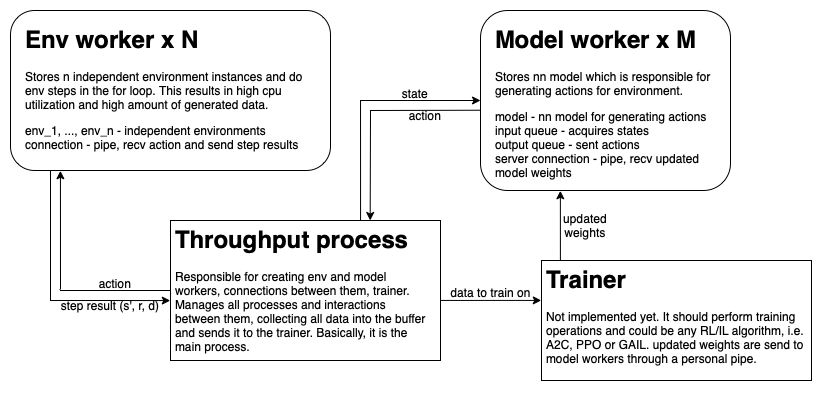 Env worker x N
Stores n independent environment instances and do
env steps in the for loop. This results in high cpu
utilization and high amount of generated data.
env_1, ..., env_n - independent environments
connection - pipe, recv action and send step results
Model worker x M
Stores nn model which is responsible for
generating actions for environment.
model - nn model for generating actions
input queue - acquires states
output queue - sent actions
server connection - pipe, recv updated
model weights
state
action
action
step result (s', r, d)
Throughput process
Responsible for creating env and model
workers, connections between them, trainer.
Manages all processes and interactions
between them, collecting all data into the buffer
and sends it to the trainer. Basically, it is the
main process.
data to train on
updated
weights
Trainer
Not implemented yet. It should perform training
operations and could be any RL/IL algorithm, i.e.
A2C, PPO or GAIL. updated weights are send to
model workers through a personal pipe.